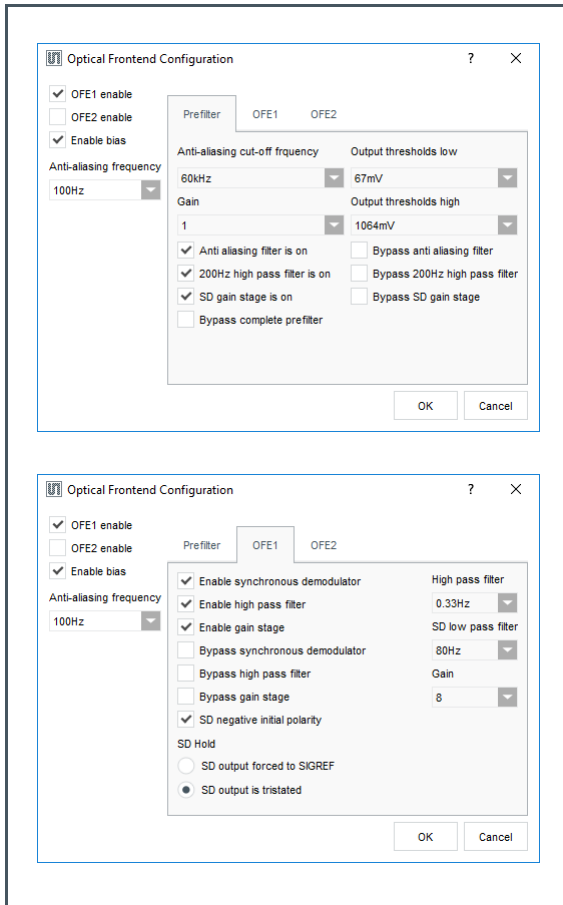 Optical Frontend Configuration ?
OFE1 enable
OFE2 enable
Enable bias
Anti-aliasing frequency
100Hz
Prefilter OFE1 OFE2
Anti-aliasing cut-off frquency Output thresholds low
60kHz 67mV
Gain Output thresholds high
1 1064mV
Anti aliasing filter is on Bypass anti aliasing filter
200Hz high pass filter is on Bypass 200Hz high pass filter
SD gain stage is on Bypass SD gain stage
Bypass complete prefilter
OK Cancel
Optical Frontend Configuration ?
OFE1 enable
OFE2 enable
Enable bias
Anti-aliasing frequency
100Hz
Prefilter OFE1 OFE2
Enable synchronous demodulator High pass filter
Enable high pass filter 0.33Hz
Enable gain stage SD low pass filter
Bypass synchronous demodulator 80Hz
Bypass high pass filter Gain
Bypass gain stage 8
SD negative initial polarity
SD Hold
SD output forced to SIGREF
SD output is tristated
OK Cancel